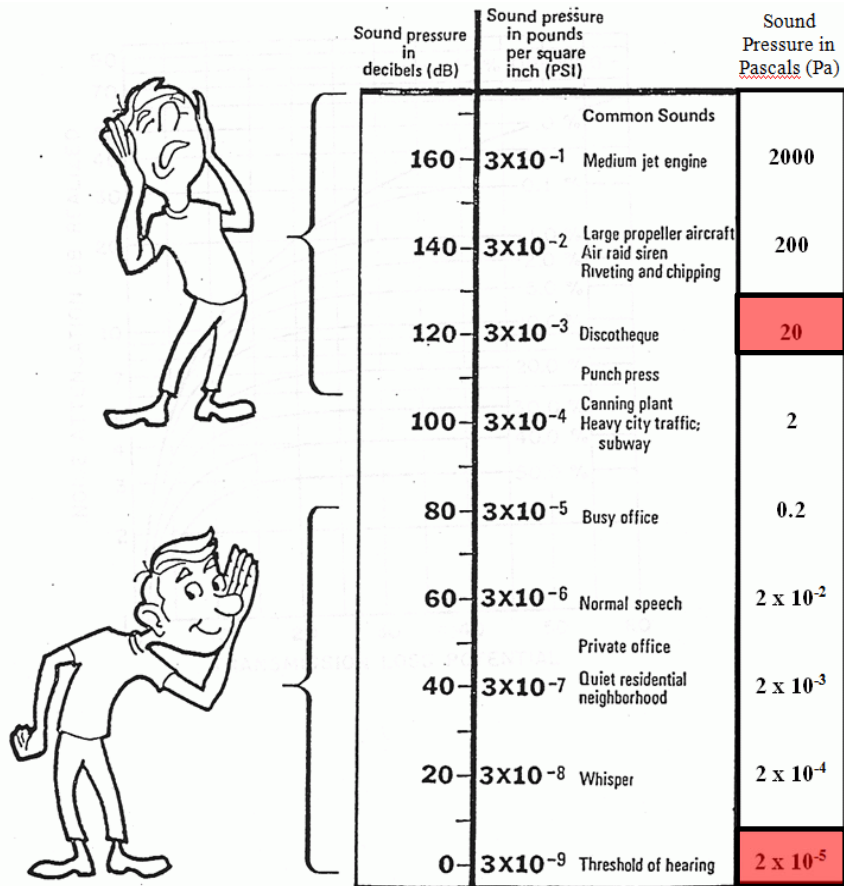 Sound pressure
in
decibels (dB)
Sound pressure
in pounds
per square
inch (PSI)
Sound
Pressure in
Pascals (Pa)
Common Sounds
160 3X10⁻¹ Medium jet engine 2000
Large propeller aircraft
140 3X10⁻² Air raid siren 200
Riveting and chipping
120 3X10⁻³ Discotheque 20
Punch press
Canning plant
100 3X10⁻⁴ Heavy city traffic; 2
subway
80 3X10⁻⁵ Busy office 0.2
60 3X10⁻⁶ Normal speech 2 x 10⁻²
Private office
40 3X10⁻⁷ Quiet residential 2 x 10⁻³
neighborhood
20 3X10⁻⁸ Whisper 2 x 10⁻⁴
0 3X10⁻⁹ Threshold of hearing 2 x 10⁻⁵